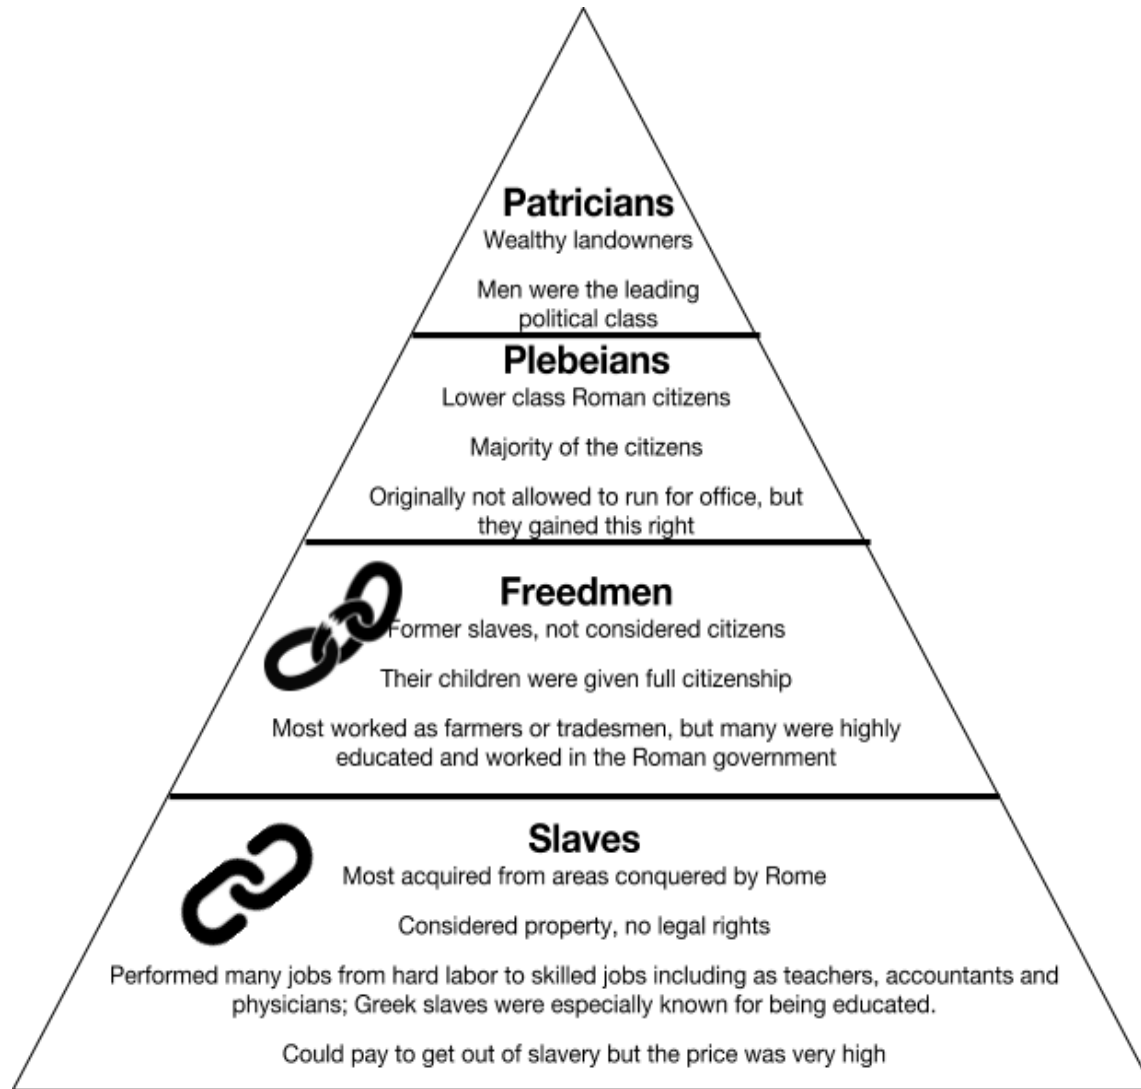 Patricians
Wealthy landowners
Men were the leading
political class
Plebeians
Lower class Roman citizens
Majority of the citizens
Originally not allowed to run for office, but
they gained this right
Freedmen
Former slaves, not considered citizens
Their children were given full citizenship
Most worked as farmers or tradesmen, but many were highly
educated and worked in the Roman government
Slaves
Most acquired from areas conquered by Rome
Considered property, no legal rights
Performed many jobs from hard labor to skilled jobs including as teachers, accountants and
physicians; Greek slaves were especially known for being educated.
Could pay to get out of slavery but the price was very high